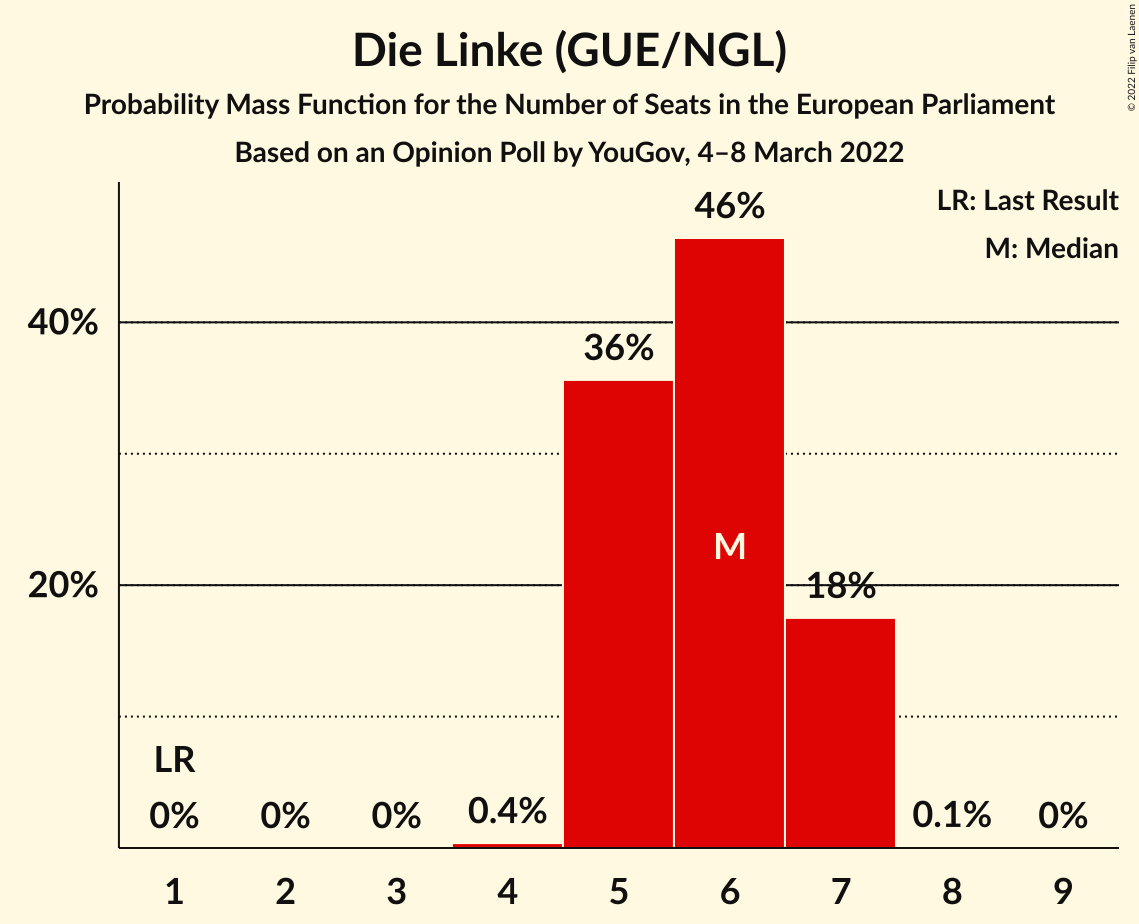 Die Linke (GUE/NGL)
Probability Mass Function for the Number of Seats in the European Parliament
Based on an Opinion Poll by YouGov, 4–8 March 2022
© 2022 Filip van Laenen
LR: Last Result
M: Median
46%
40%
36%
M
20%
18%
LR
0%
0%
0%
0.4%
0.1%
0%
1 2 3 4 5 6 7 8 9